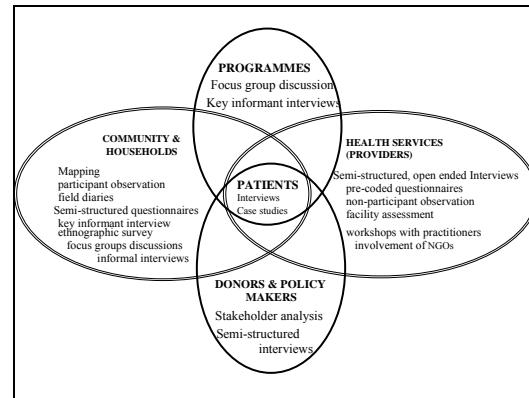 PROGRAMMES
Focus group discussion
Key informant interviews
COMMUNITY &
HOUSEHOLDS
Mapping
participant observation
field diaries
Semi-structured questionnaires
key informant interview
ethnographic survey
focus groups discussions
informal interviews
PATIENTS
Interviews
Case studies
HEALTH SERVICES
(PROVIDERS)
Semi-structured, open ended Interviews
pre-coded questionnaires
non-participant observation
facility assessment
workshops with practitioners
involvement of NGOs
DONORS & POLICY
MAKERS
Stakeholder analysis
Semi-structured
interviews